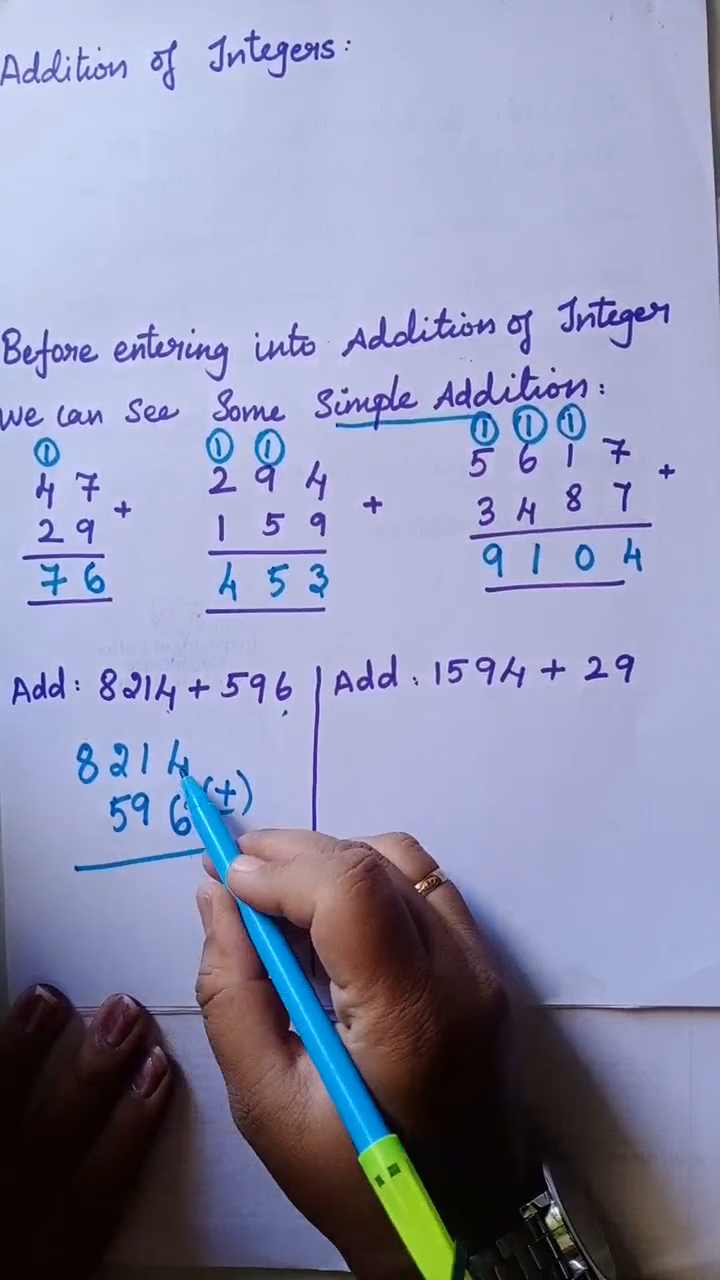 Addition of Integers:
Before entering into Addition of Integer
We can see Some Simple Addition:
① ① ① ① ① ①
4 7 + 2 9 4 + 5 6 1 7 +
2 9 1 5 9 3 4 8 7
7 6 4 5 3 9 1 0 4
Add: 8214 + 596 Add: 1594 + 29
8214
596 (+)